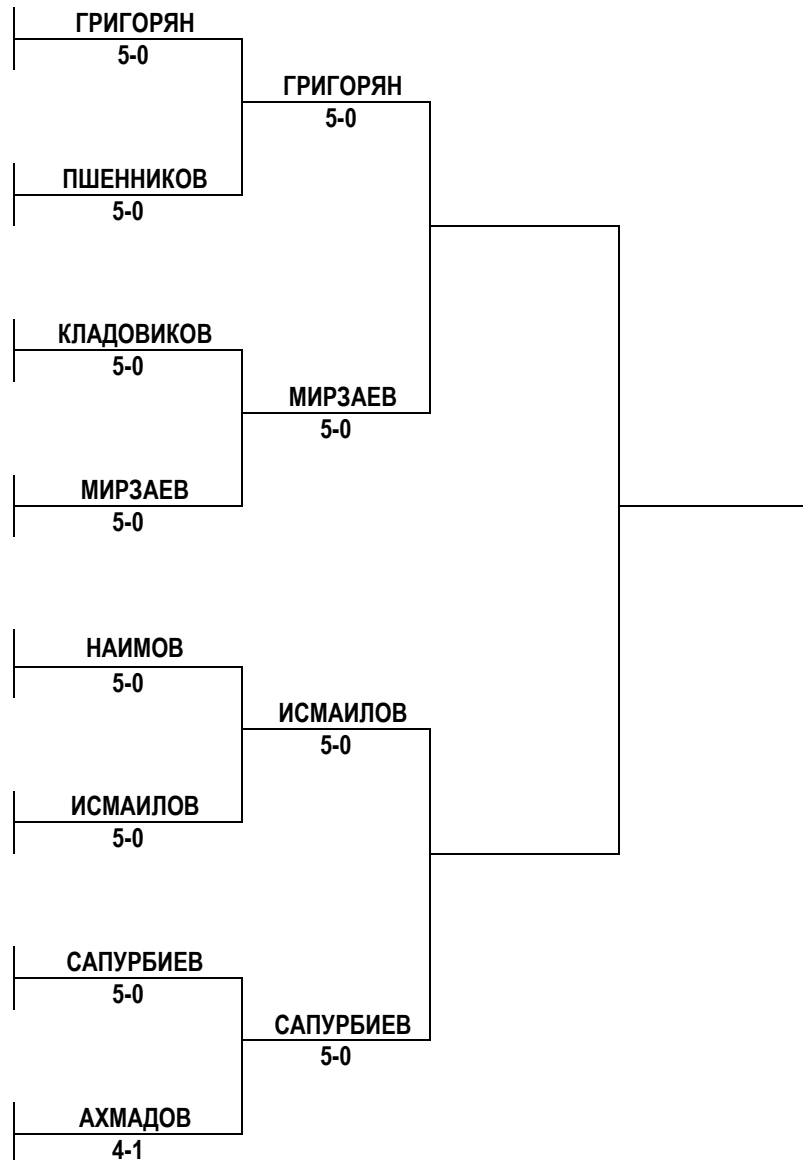 ГРИГОРЯН
5-0
ГРИГОРЯН
5-0
ПШЕННИКОВ
5-0
КЛАДОВИКОВ
5-0
МИРЗАЕВ
5-0
МИРЗАЕВ
5-0
НАИМОВ
5-0
ИСМАИЛОВ
5-0
ИСМАИЛОВ
5-0
САПУРБИЕВ
5-0
САПУРБИЕВ
5-0
АХМАДОВ
4-1